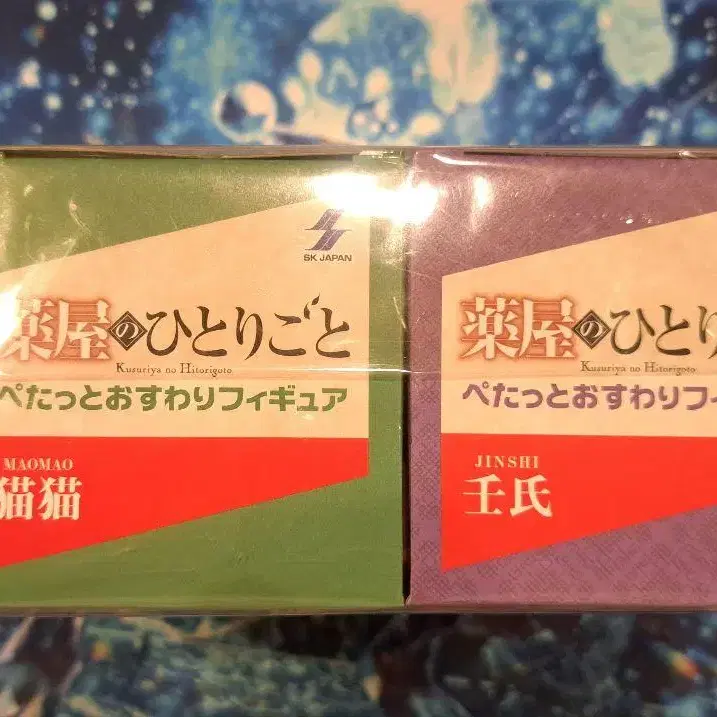 SK JAPAN
薬屋のひとりごと
Kusuriya no Hitorigoto
ぺたっとおすわりフィギュア
MAOMAO
猫猫
薬屋のひとり
Kusuriya no Hitorigoto
ぺたっとおすわりフィ
JINSHI
壬氏